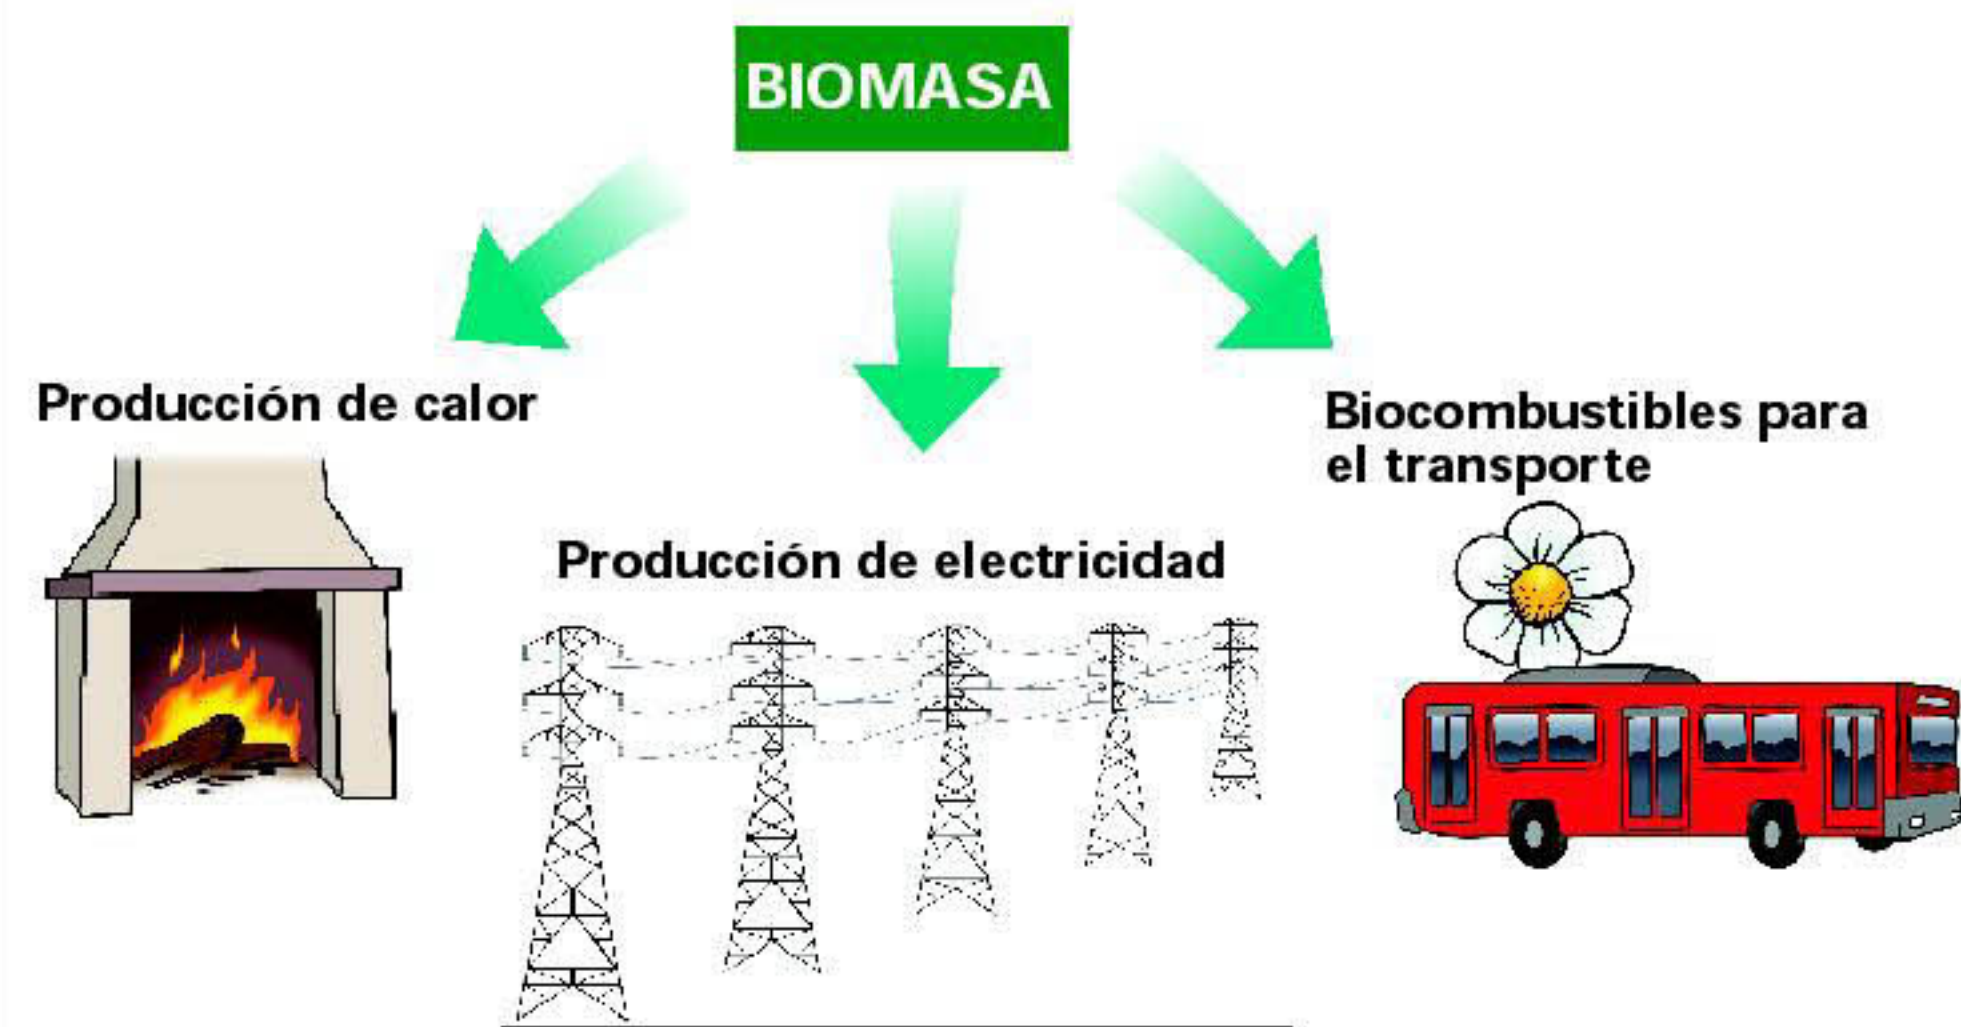 BIOMASA
Producción de calor
Biocombustibles para
el transporte
Producción de electricidad